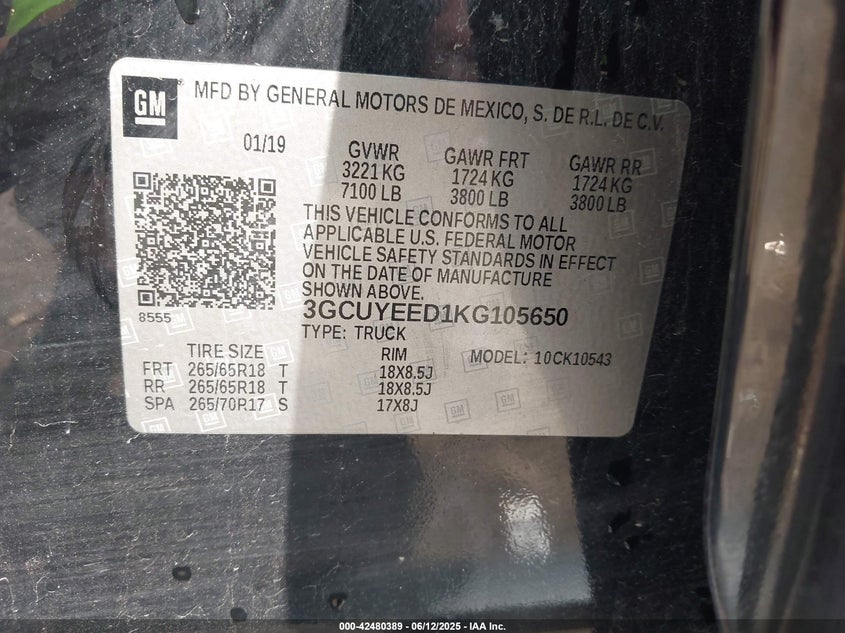 GM
MFD BY GENERAL MOTORS DE MEXICO, S. DE R.L. DE C.V.
01/19
GVWR GAWR FRT GAWR RR
3221 KG 1724 KG 1724 KG
7100 LB 3800 LB 3800 LB
THIS VEHICLE CONFORMS TO ALL
APPLICABLE U.S. FEDERAL MOTOR
VEHICLE SAFETY STANDARDS IN EFFECT
ON THE DATE OF MANUFACTURE
SHOWN ABOVE.
8555
3GCUYEED1KG105650
TYPE: TRUCK
TIRE SIZE RIM MODEL: 10CK10543
FRT 265/65R18 T 18X8.5J
RR 265/65R18 T 18X8.5J
SPA 265/70R17 S 17X8J
000-42480389 - 06/12/2025 - IAA Inc.